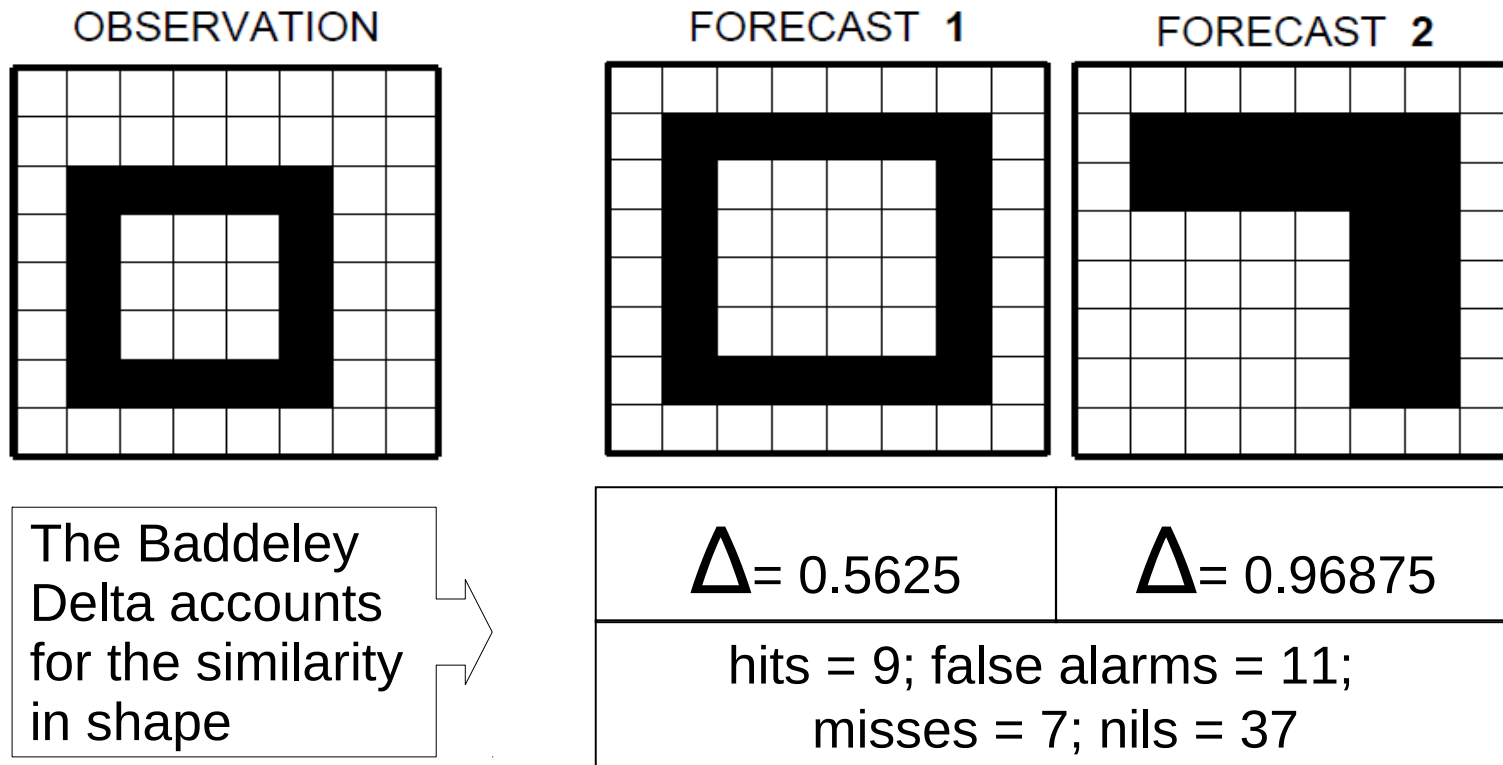 OBSERVATION
FORECAST 1
FORECAST 2
The Baddeley
Delta accounts
for the similarity
in shape
Δ= 0.5625
Δ= 0.96875
hits = 9; false alarms = 11;
misses = 7; nils = 37